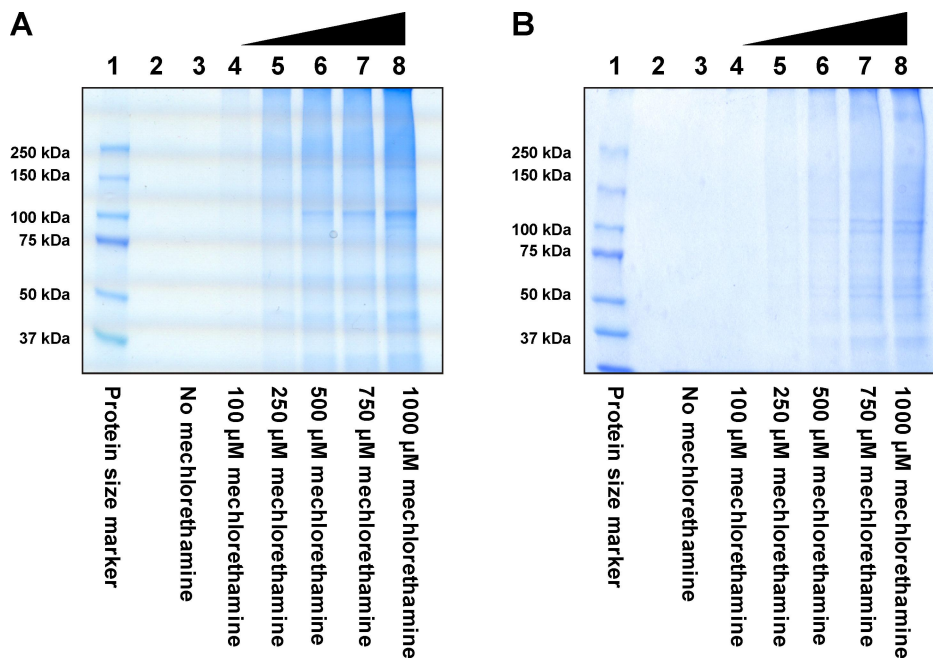 A
1 2 3 4 5 6 7 8
250 kDa
150 kDa
100 kDa
75 kDa
50 kDa
37 kDa
Protein size marker
No mechlorethamine
100 µM mechlorethamine
250 µM mechlorethamine
500 µM mechlorethamine
750 µM mechlorethamine
1000 µM mechlorethamine
B
1 2 3 4 5 6 7 8
250 kDa
150 kDa
100 kDa
75 kDa
50 kDa
37 kDa
Protein size marker
No mechlorethamine
100 µM mechlorethamine
250 µM mechlorethamine
500 µM mechlorethamine
750 µM mechlorethamine
1000 µM mechlorethamine